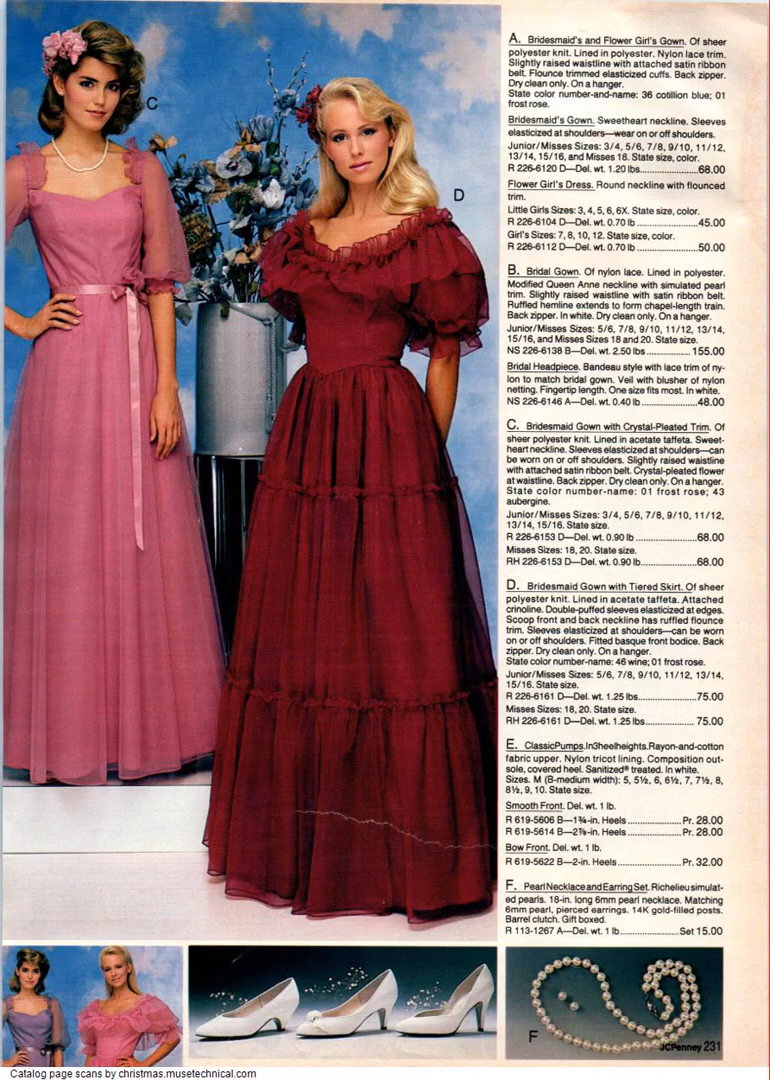 C
D
A. Bridesmaid's and Flower Girl's Gown. Of sheer
polyester knit. Lined in polyester. Nylon lace trim.
Slightly raised waistline with attached satin ribbon
belt. Flounce trimmed elasticized cuffs. Back zipper.
Dry clean only. On a hanger.
State color number-and-name: 36 cotillion blue; 01
frost rose.
Bridesmaid's Gown. Sweetheart neckline. Sleeves
elasticized at shoulders—wear on or off shoulders.
Junior/Misses Sizes: 3/4, 5/6, 7/8, 9/10, 11/12,
13/14, 15/16, and Misses 18. State size, color.
R 226-6120 D—Del. wt. 1.20 lbs.....................68.00
Flower Girl's Dress. Round neckline with flounced
trim.
Little Girls Sizes: 3, 4, 5, 6, 6X. State size, color.
R 226-6104 D—Del. wt. 0.70 lb.....................45.00
Girl's Sizes: 7, 8, 10, 12. State size, color.
R 226-6112 D—Del. wt. 0.70 lb.....................50.00
B. Bridal Gown. Of nylon lace. Lined in polyester.
Modified Queen Anne neckline with simulated pearl
trim. Slightly raised waistline with satin ribbon belt.
Ruffled hemline extends to form chapel-length train.
Back zipper. In white. Dry clean only. On a hanger.
Junior/Misses Sizes: 5/6, 7/8, 9/10, 11/12, 13/14,
15/16, and Misses Sizes 18 and 20. State size.
NS 226-6138 B—Del. wt. 2.50 lbs................155.00
Bridal Headpiece. Bandeau style with lace trim of ny-
lon to match bridal gown. Veil with blusher of nylon
netting. Fingertip length. One size fits most. In white.
NS 226-6146 A—Del. wt. 0.40 lb.....................48.00
C. Bridesmaid Gown with Crystal-Pleated Trim. Of
sheer polyester knit. Lined in acetate taffeta. Sweet-
heart neckline. Sleeves elasticized at shoulders—can
be worn on or off shoulders. Slightly raised waistline
with attached satin ribbon belt. Crystal-pleated flower
at waistline. Back zipper. Dry clean only. On a hanger.
State color number-name: 01 frost rose; 43
aubergine.
Junior/Misses Sizes: 3/4, 5/6, 7/8, 9/10, 11/12,
13/14, 15/16. State size.
R 226-6153 D—Del. wt. 0.90 lb.....................68.00
Misses Sizes: 18, 20. State size.
RH 226-6153 D—Del. wt. 0.90 lb.....................68.00
D. Bridesmaid Gown with Tiered Skirt. Of sheer
polyester knit. Lined in acetate taffeta. Attached
crinoline. Double-puffed sleeves elasticized at edges.
Scoop front and back neckline has ruffled flounce
trim. Sleeves elasticized at shoulders—can be worn
on or off shoulders. Fitted basque front bodice. Back
zipper. Dry clean only. On a hanger.
State color number-name: 46 wine; 01 frost rose.
Junior/Misses Sizes: 5/6, 7/8, 9/10, 11/12, 13/14,
15/16. State size.
R 226-6161 D—Del. wt. 1.25 lbs.....................75.00
Misses Sizes: 18, 20. State size.
RH 226-6161 D—Del. wt. 1.25 lbs................75.00
E. Classic Pumps. In 3 heel heights. Rayon-and-cotton
fabric upper. Nylon tricot lining. Composition out-
sole, covered heel. Sanitized® treated. In white.
Sizes. M (B-medium width): 5, 5½, 6, 6½, 7, 7½, 8,
8½, 9, 10. State size.
Smooth Front. Del. wt. 1 lb.
R 619-5606 B—1¾-in. Heels................Pr. 28.00
R 619-5614 B—2⅞-in. Heels................Pr. 28.00
Bow Front. Del. wt. 1 lb.
R 619-5622 B—2-in. Heels...................Pr. 32.00
F. Pearl Necklace and Earring Set. Richelieu simulat-
ed pearls. 18-in. long 6mm pearl necklace. Matching
6mm pearl, pierced earrings. 14K gold-filled posts.
Barrel clutch. Gift boxed.
R 113-1267 A—Del. wt. 1 lb................Set 15.00
F
JCPenney 231
Catalog page scans by christmas.musetechnical.com